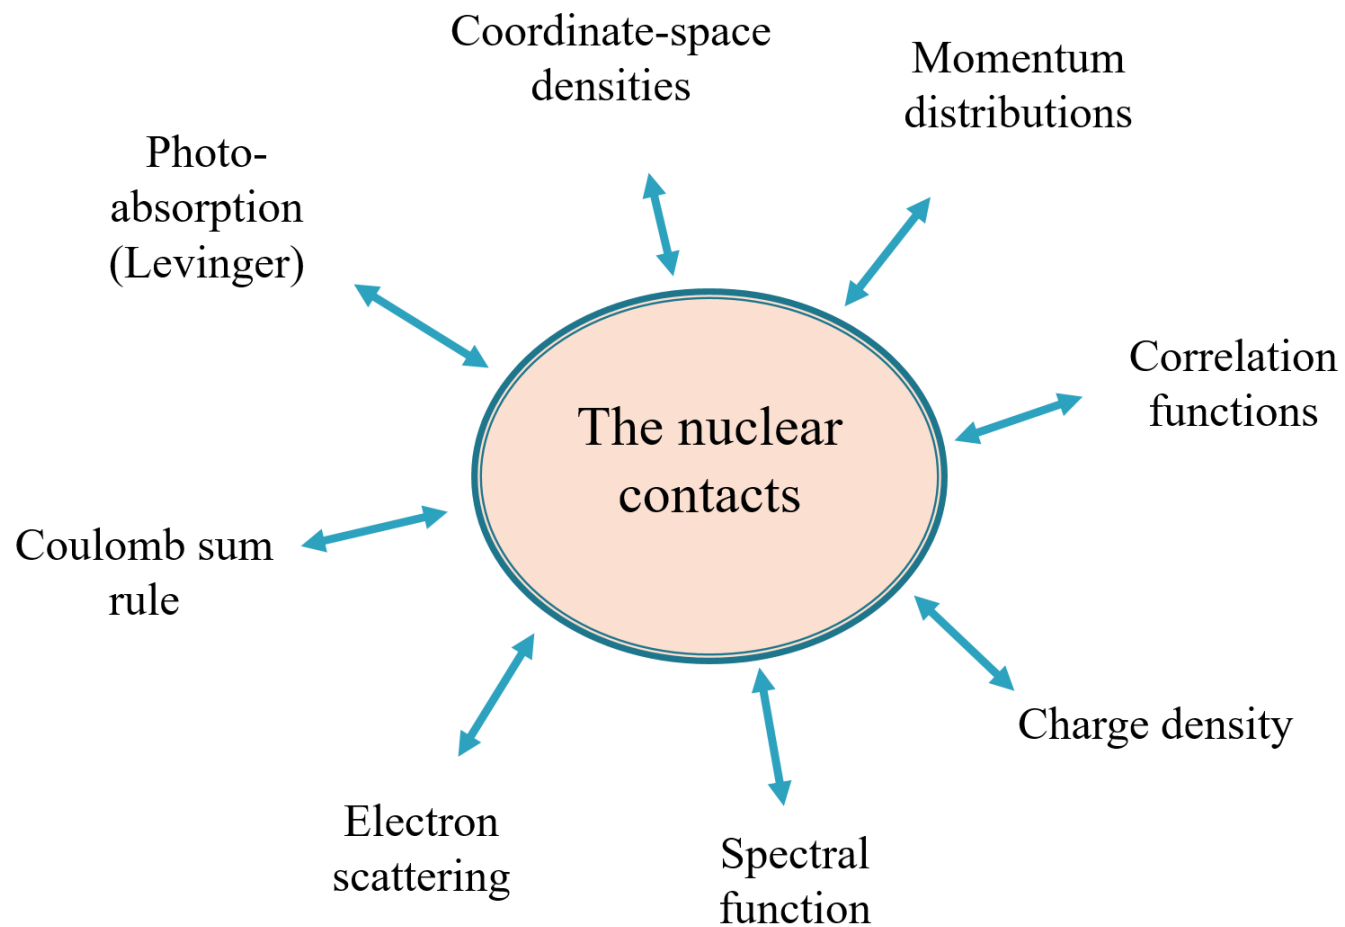 Coordinate-space
densities
Momentum
distributions
Photo-
absorption
(Levinger)
Correlation
functions
The nuclear
contacts
Coulomb sum
rule
Charge density
Electron
scattering
Spectral
function